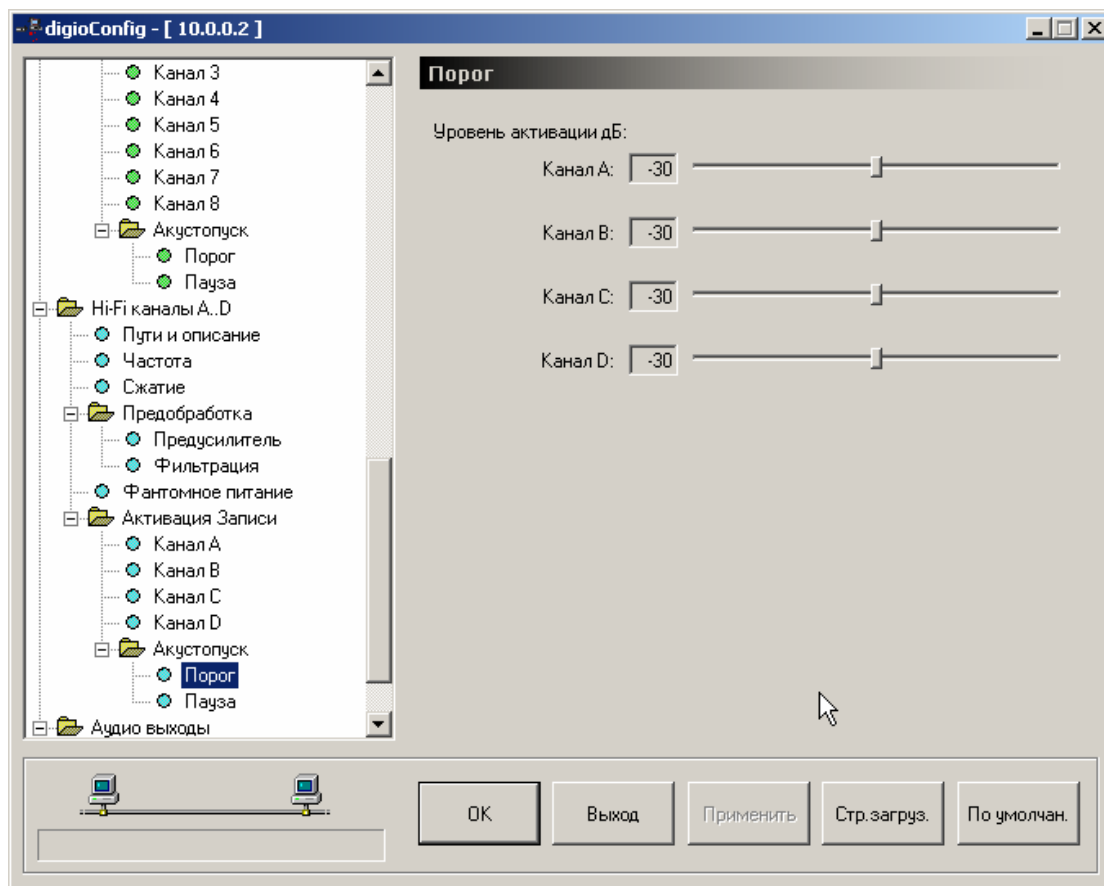 digioConfig - [ 10.0.0.2 ]
Канал 3
Канал 4
Канал 5
Канал 6
Канал 7
Канал 8
Акустопуск
Порог
Пауза
Hi-Fi каналы A..D
Пути и описание
Частота
Сжатие
Предобработка
Предусилитель
Фильтрация
Фантомное питание
Активация Записи
Канал A
Канал B
Канал C
Канал D
Акустопуск
Порог
Пауза
Аудио выходы
Порог
Уровень активации дБ:
Канал A: -30
Канал B: -30
Канал C: -30
Канал D: -30
OK Выход Применить Стр.загруз. По умолчан.